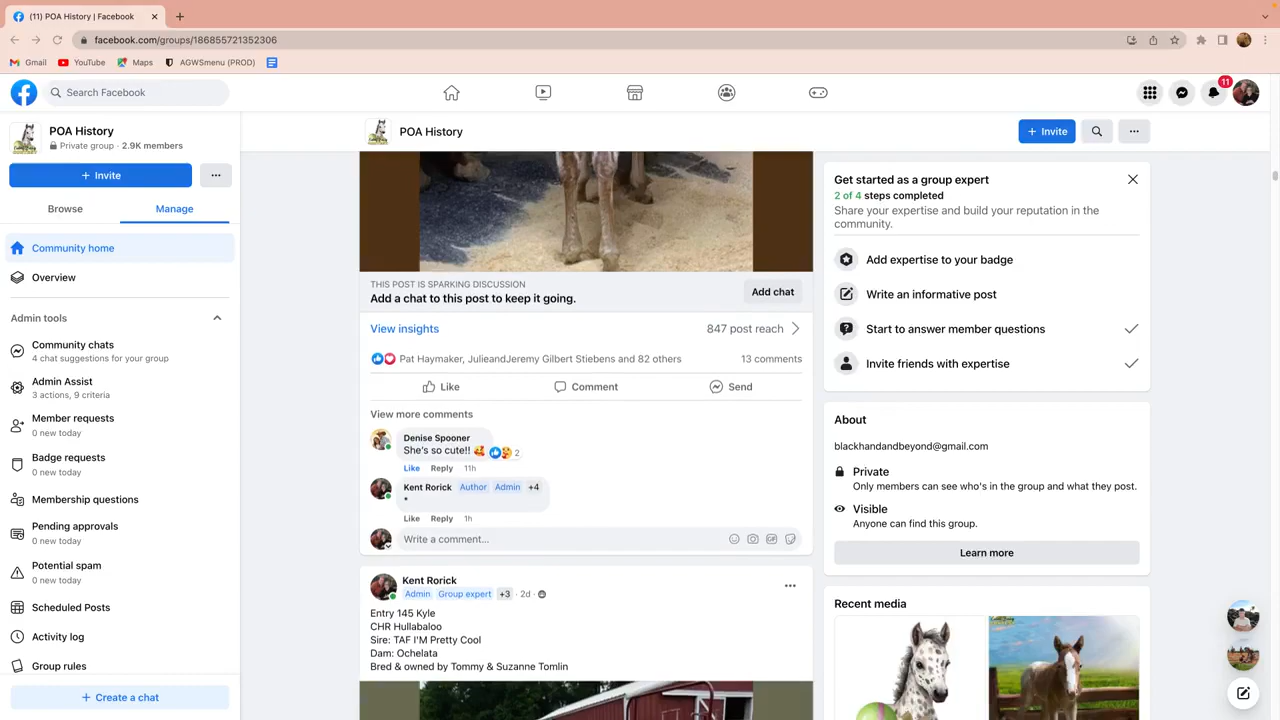 (11) POA History | Facebook
facebook.com/groups/186855721352306
Gmail
YouTube
Maps
AGWSmenu (PROD)
Search Facebook
11
POA History
Private group · 2.9K members
+ Invite
...
Browse
Manage
Community home
Overview
Admin tools
Community chats
4 chat suggestions for your group
Admin Assist
3 actions, 9 criteria
Member requests
0 new today
Badge requests
0 new today
Membership questions
Pending approvals
0 new today
Potential spam
0 new today
Scheduled Posts
Activity log
Group rules
+ Create a chat
POA History
+ Invite
...
THIS POST IS SPARKING DISCUSSION
Add a chat to this post to keep it going.
Add chat
View insights
847 post reach
Pat Haymaker, JulieandJeremy Gilbert Stiebens and 82 others
13 comments
Like
Comment
Send
View more comments
Denise Spooner
She's so cute!! 🥰
2
Like Reply 11h
Kent Rorick Author Admin +4
*
Like Reply 1h
Write a comment...
Kent Rorick
Admin Group expert +3 · 2d ·
...
Entry 145 Kyle
CHR Hullabaloo
Sire: TAF I'M Pretty Cool
Dam: Ochelata
Bred & owned by Tommy & Suzanne Tomlin
Get started as a group expert
2 of 4 steps completed
Share your expertise and build your reputation in the
community.
Add expertise to your badge
Write an informative post
Start to answer member questions
Invite friends with expertise
About
blackhandandbeyond@gmail.com
Private
Only members can see who's in the group and what they post.
Visible
Anyone can find this group.
Learn more
Recent media